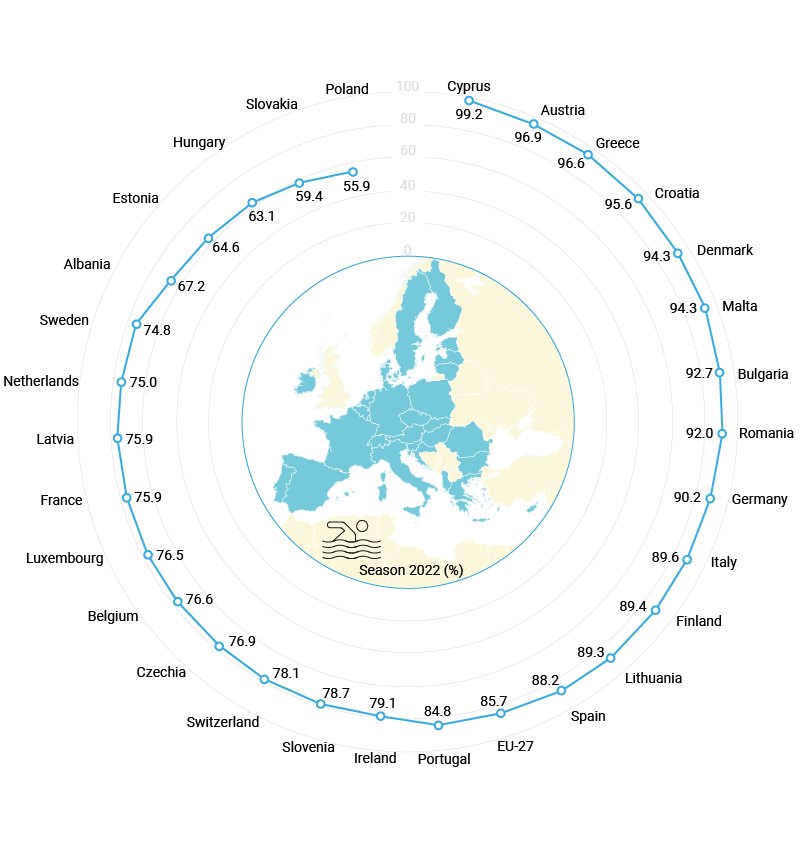 100
80
60
40
20
0
Cyprus
99.2
Austria
96.9
Greece
96.6
Croatia
95.6
Denmark
94.3
Malta
94.3
Bulgaria
92.7
Romania
92.0
Germany
90.2
Italy
89.6
Finland
89.4
Lithuania
89.3
Spain
88.2
EU-27
85.7
Portugal
84.8
Ireland
79.1
Slovenia
78.7
Switzerland
78.1
Czechia
76.9
Belgium
76.6
Luxembourg
76.5
France
75.9
Latvia
75.9
Netherlands
75.0
Sweden
74.8
Albania
67.2
Estonia
64.6
Hungary
63.1
Slovakia
59.4
Poland
55.9
Season 2022 (%)